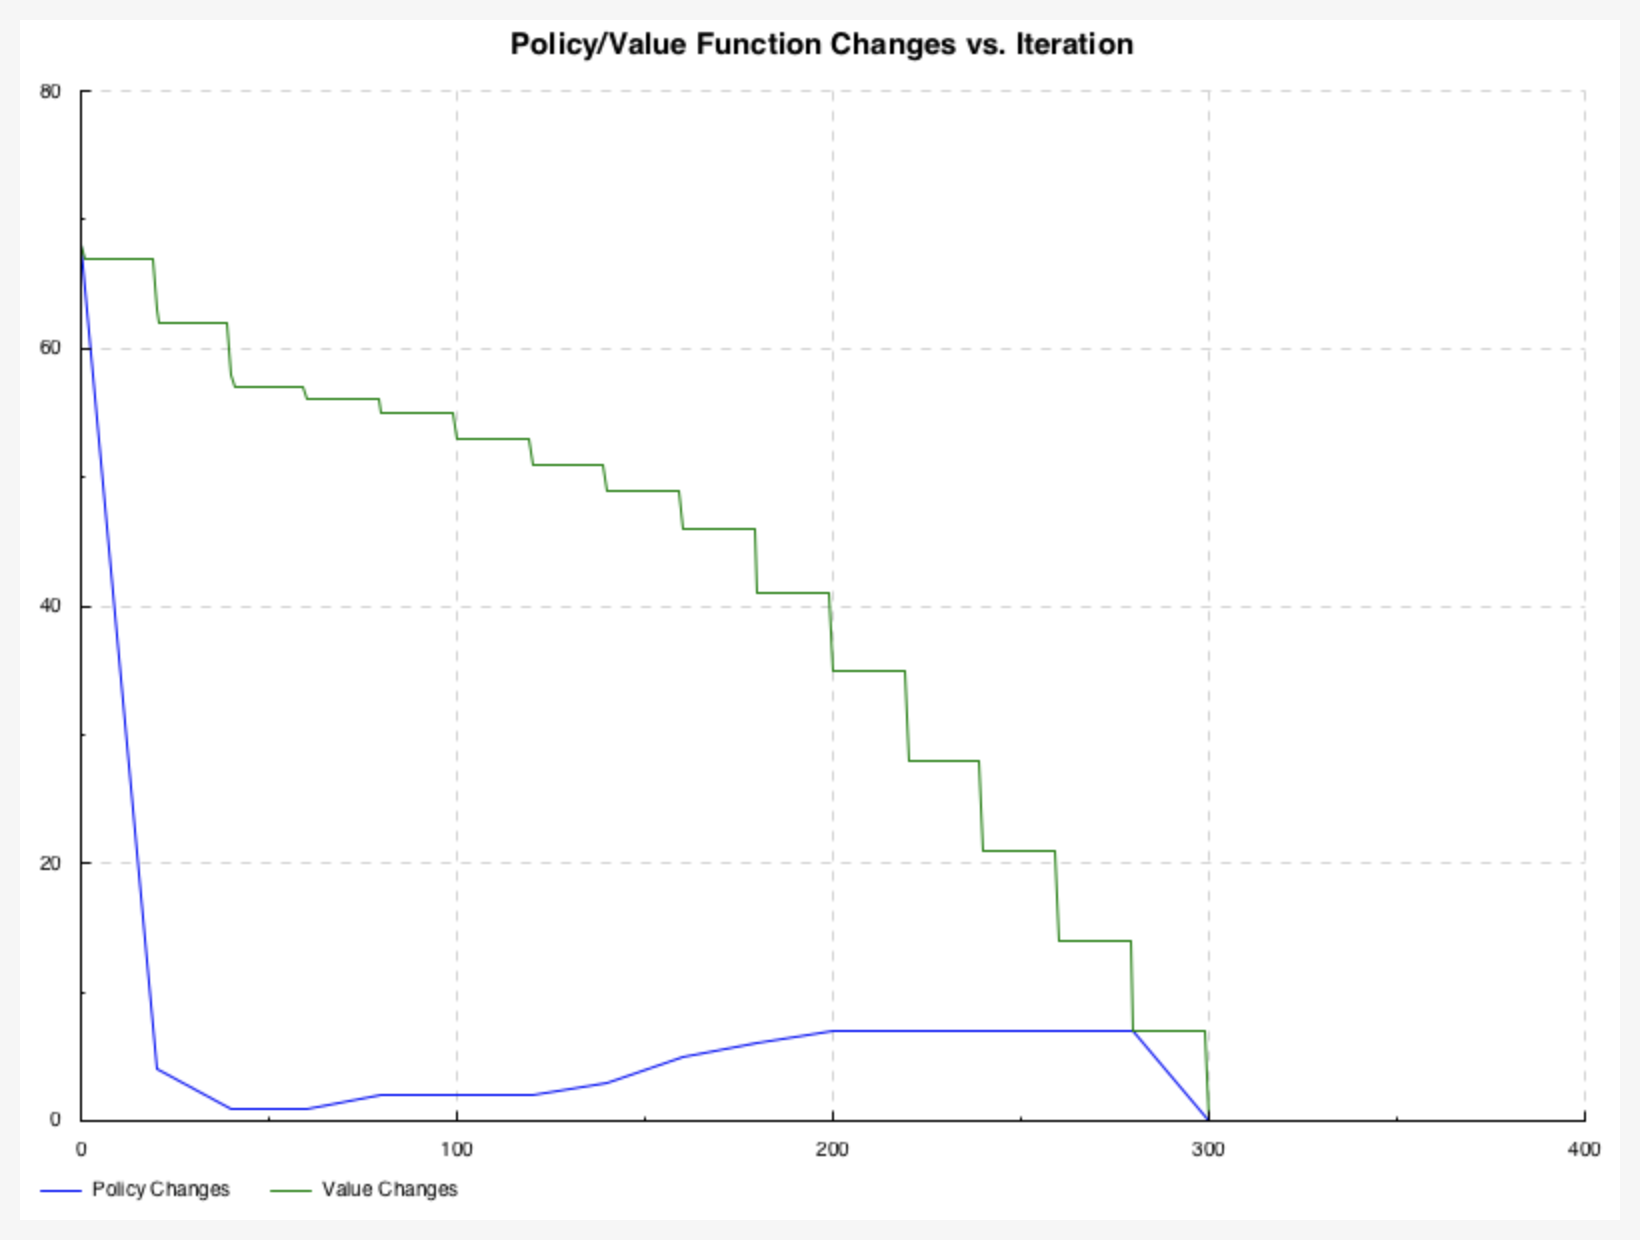 Policy/Value Function Changes vs. Iteration
80
60
40
20
0
0 100 200 300 400
Policy Changes Value Changes